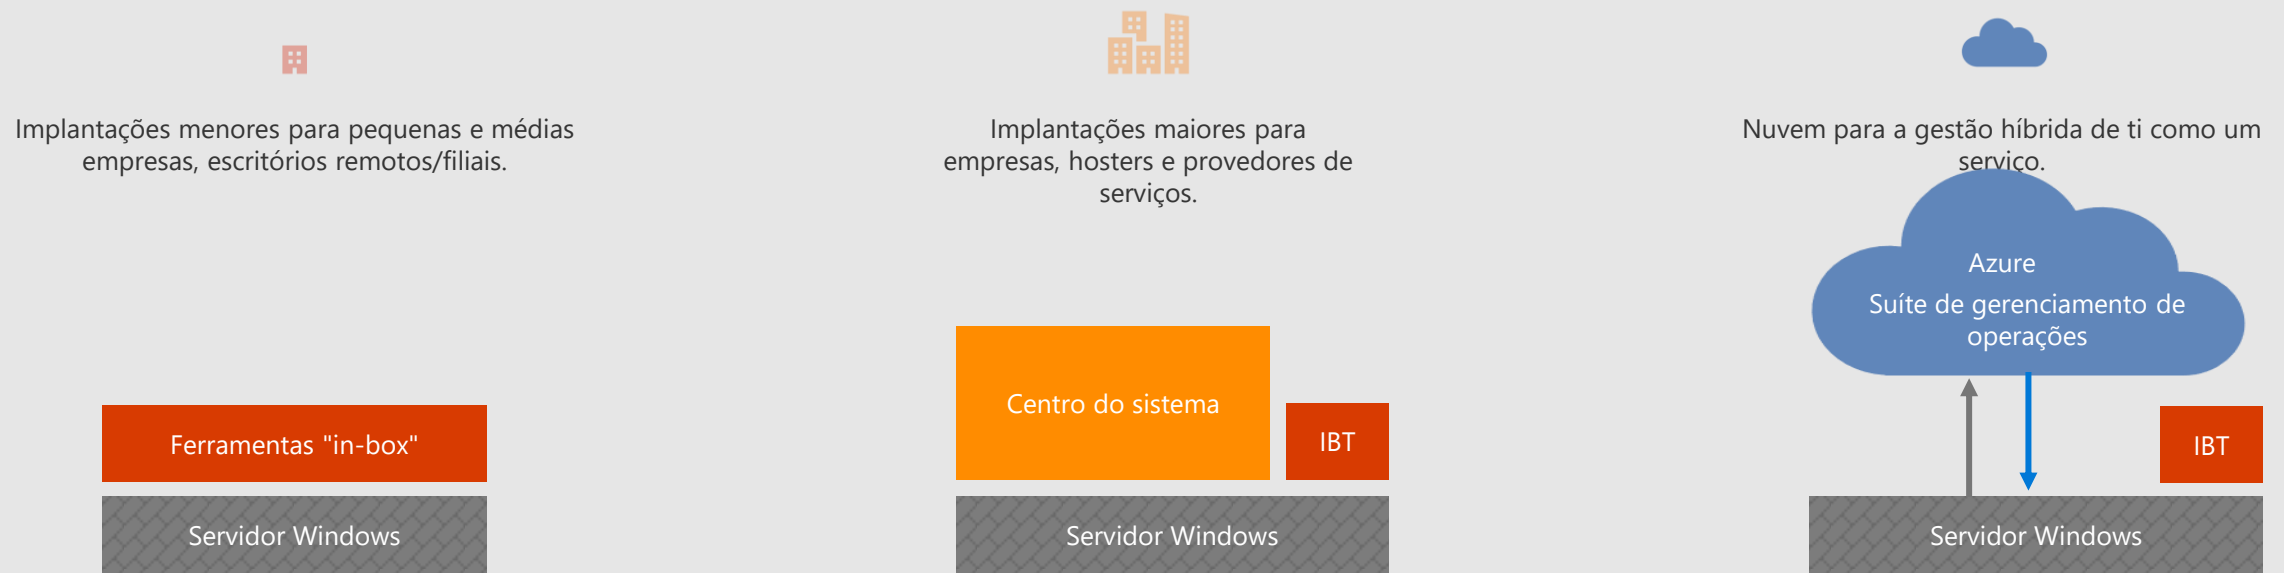 Implantações menores para pequenas e médias
empresas, escritórios remotos/filiais.
Ferramentas "in-box"
Servidor Windows
Implantações maiores para
empresas, hosters e provedores de
serviços.
Centro do sistema
IBT
Servidor Windows
Nuvem para a gestão híbrida de ti como um
serviço.
Azure
Suíte de gerenciamento de
operações
IBT
Servidor Windows